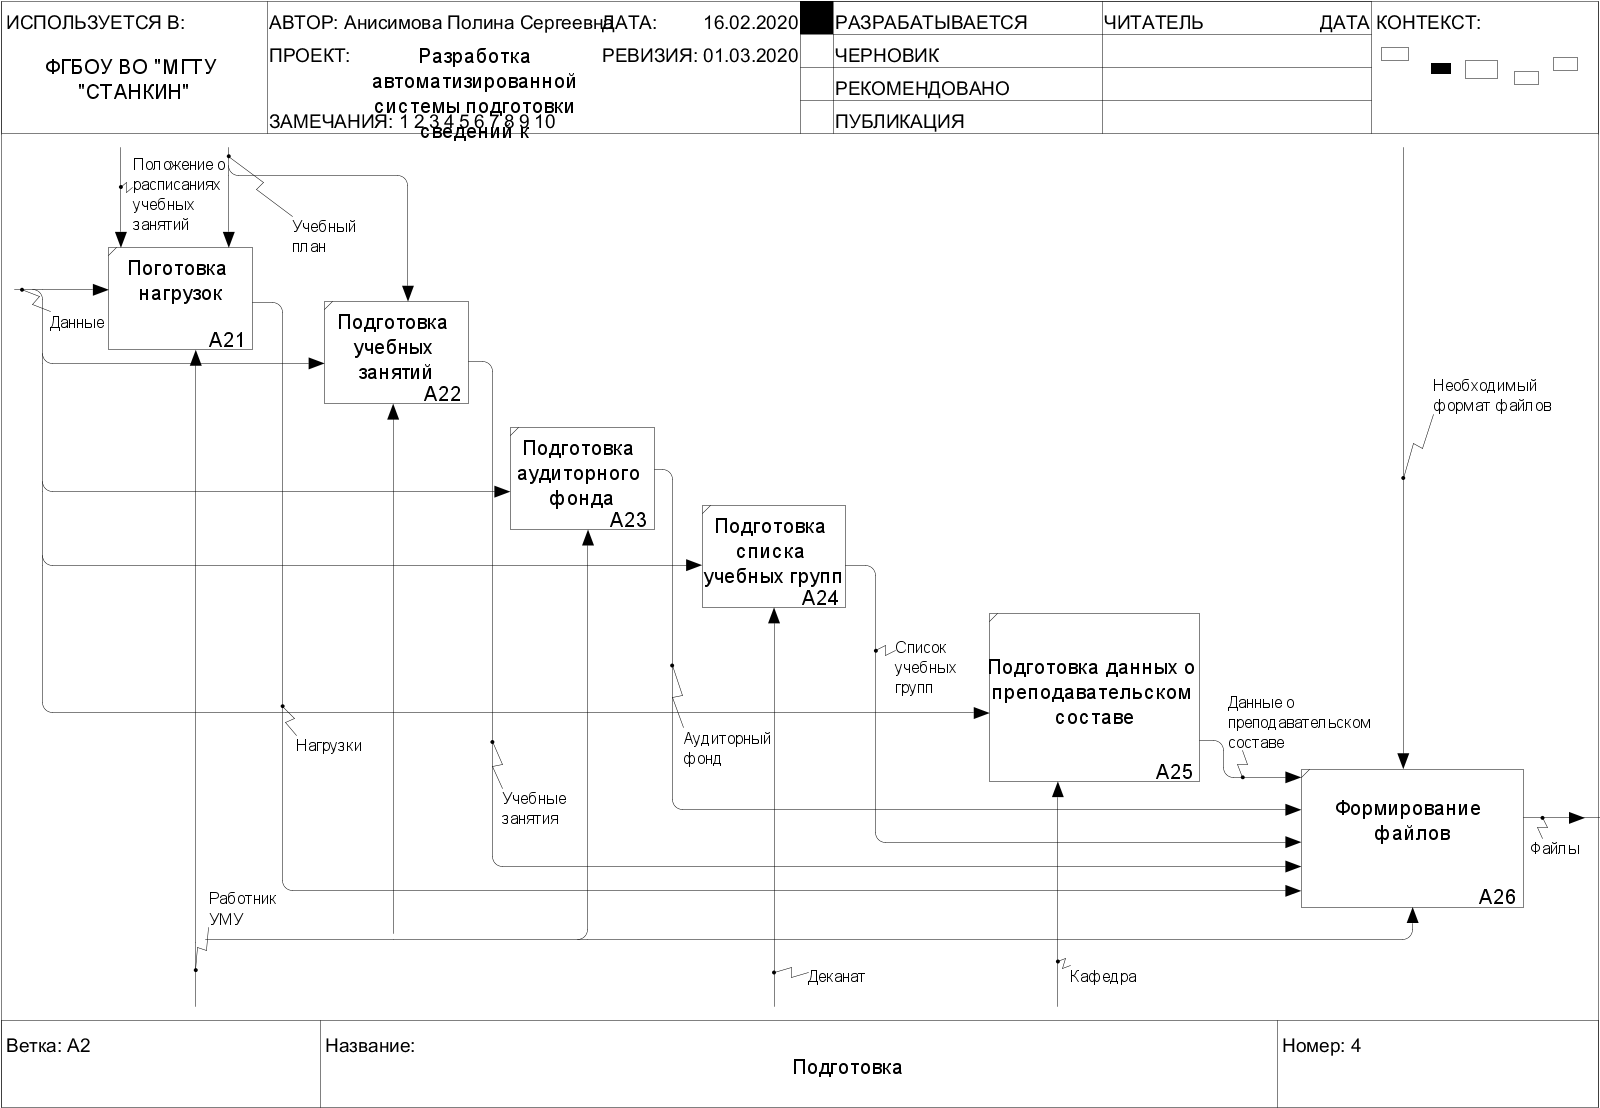 ИСПОЛЬЗУЕТСЯ В:
ФГБОУ ВО "МГТУ
"СТАНКИН"
АВТОР: Анисимова Полина Сергеевна
ДАТА: 16.02.2020
ПРОЕКТ:
Разработка
автоматизированной
системы подготовки
сведений к
РЕВИЗИЯ: 01.03.2020
ЗАМЕЧАНИЯ: 1 2 3 4 5 6 7 8 9 10
РАЗРАБАТЫВАЕТСЯ
ЧЕРНОВИК
РЕКОМЕНДОВАНО
ПУБЛИКАЦИЯ
ЧИТАТЕЛЬ
ДАТА
КОНТЕКСТ:
Положение о
расписаниях
учебных
занятий
Учебный
план
Поготовка
нагрузок
A21
Данные
Подготовка
учебных
занятий
A22
Необходимый
формат файлов
Подготовка
аудиторного
фонда
A23
Подготовка
списка
учебных групп
A24
Список
учебных
групп
Подготовка данных о
преподавательском
составе
A25
Данные о
преподавательском
составе
Нагрузки
Аудиторный
фонд
Учебные
занятия
Формирование
файлов
A26
Файлы
Работник
УМУ
Деканат
Кафедра
Ветка: A2
Название:
Подготовка
Номер: 4